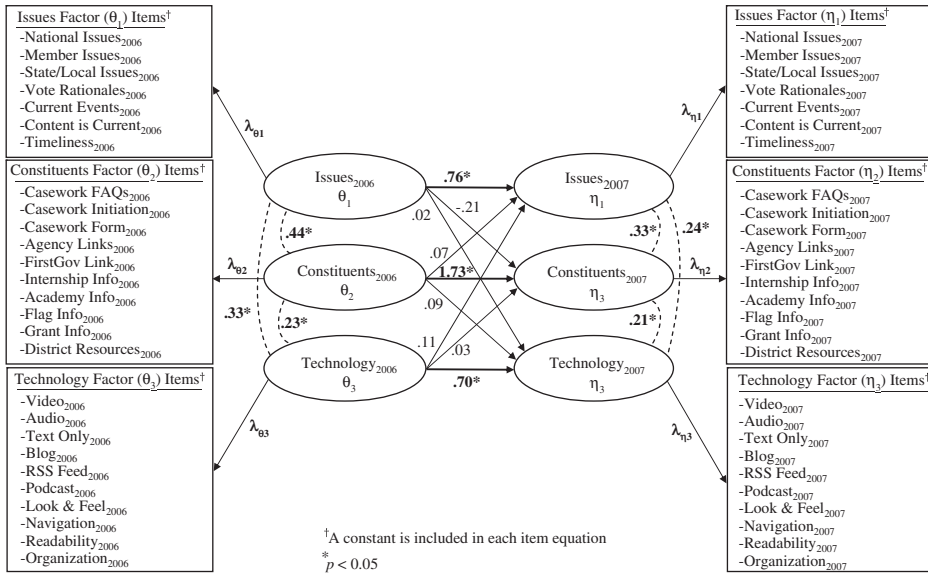 Issues Factor (θ1) Items†
-National Issues2006
-Member Issues2006
-State/Local Issues2006
-Vote Rationales2006
-Current Events2006
-Content is Current2006
-Timeliness2006
Constituents Factor (θ2) Items†
-Casework FAQs2006
-Casework Initiation2006
-Casework Form2006
-Agency Links2006
-FirstGov Link2006
-Internship Info2006
-Academy Info2006
-Flag Info2006
-Grant Info2006
-District Resources2006
Technology Factor (θ3) Items†
-Video2006
-Audio2006
-Text Only2006
-Blog2006
-RSS Feed2006
-Podcast2006
-Look & Feel2006
-Navigation2006
-Readability2006
-Organization2006
λθ1
λθ2
λθ3
Issues2006
θ1
Constituents2006
θ2
Technology2006
θ3
.44*
.33*
.23*
.76*
.02
-.21
.07
1.73*
.09
.11
.03
.70*
Issues2007
η1
Constituents2007
η3
Technology2007
η3
.33*
.24*
.21*
λη1
λη2
λη3
Issues Factor (η1) Items†
-National Issues2007
-Member Issues2007
-State/Local Issues2007
-Vote Rationales2007
-Current Events2007
-Content is Current2007
-Timeliness2007
Constituents Factor (η2) Items†
-Casework FAQs2007
-Casework Initiation2007
-Casework Form2007
-Agency Links2007
-FirstGov Link2007
-Internship Info2007
-Academy Info2007
-Flag Info2007
-Grant Info2007
-District Resources2007
Technology Factor (η3) Items†
-Video2007
-Audio2007
-Text Only2007
-Blog2007
-RSS Feed2007
-Podcast2007
-Look & Feel2007
-Navigation2007
-Readability2007
-Organization2007
†A constant is included in each item equation
*p < 0.05